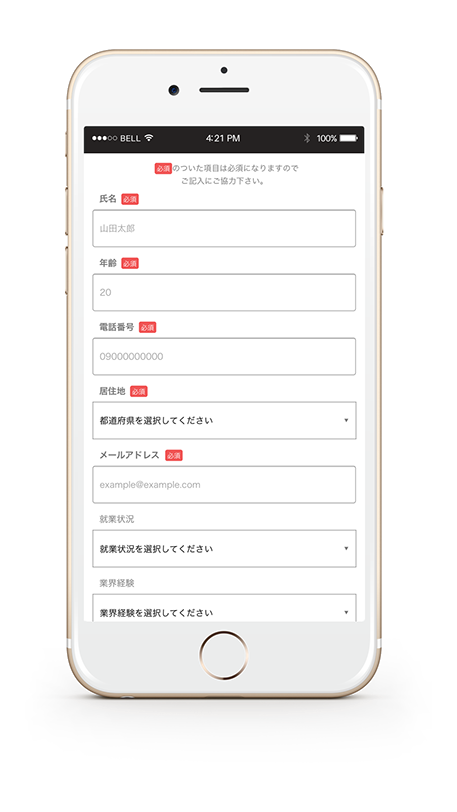 BELL 4:21 PM 100%
必須のついた項目は必須になりますので
ご記入にご協力下さい。
氏名 必須
山田太郎
年齢 必須
20
電話番号 必須
09000000000
居住地 必須
都道府県を選択してください
メールアドレス 必須
example@example.com
就業状況
就業状況を選択してください
業界経験
業界経験を選択してください